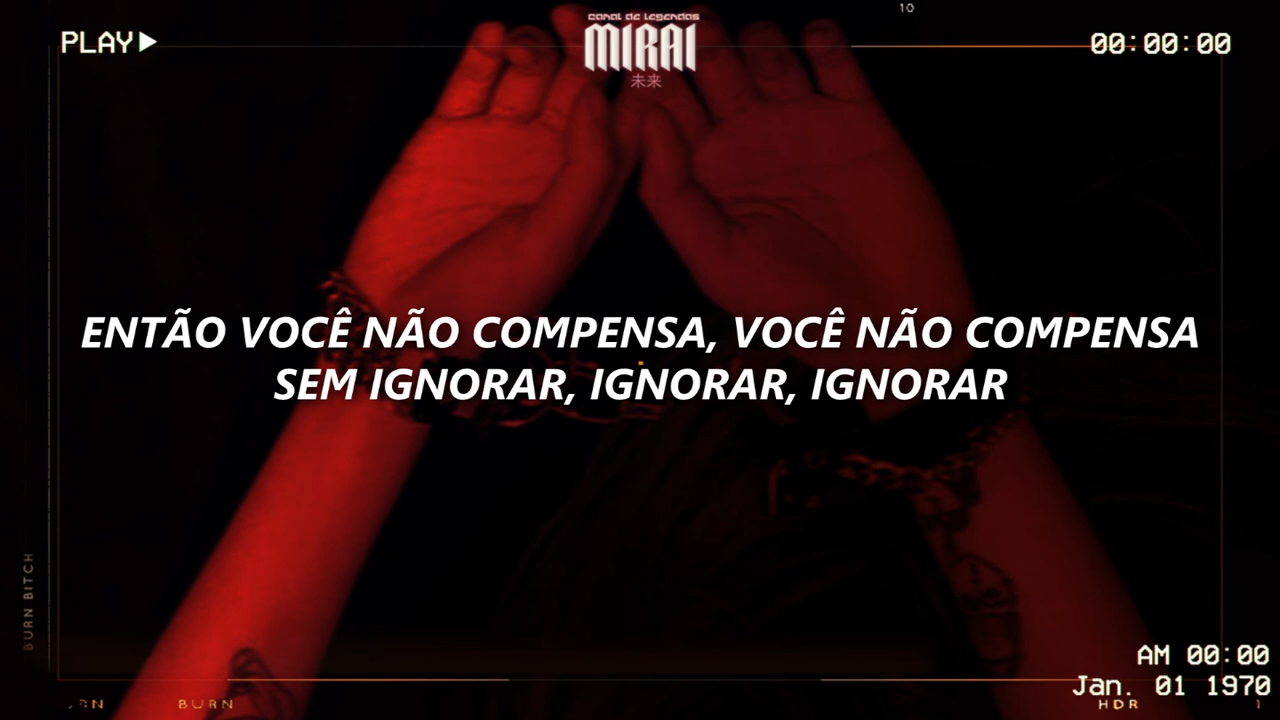 10
canal de legendas
PLAY
MIRAI
00:00:00
未来
ENTÃO VOCÊ NÃO COMPENSA, VOCÊ NÃO COMPENSA
SEM IGNORAR, IGNORAR, IGNORAR
BURN BITCH
AM 00:00
Jan. 01 1970
BURN
HDR